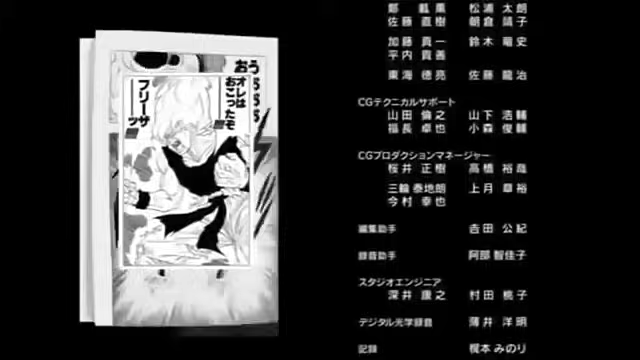 おうううう
オレは
おこったぞ
フリーザーッ
鄭 載薫 松浦 太朗
佐藤 直樹 朝倉 靖子
加藤 貢一 鈴木 竜史
平内 貢善
東海 徳亮 佐藤 龍治
CGテクニカルサポート
山田 倫之 山下 浩輔
福長 卓也 小森 俊輔
CGプロダクションマネージャー
桜井 正樹 高橋 裕哉
三輪 泰地朗 上月 章裕
今村 幸也
編集助手 吉田 公紀
録音助手 阿部 智佳子
スタジオエンジニア
深井 康之 村田 桃子
デジタル光学録音 薄井 洋明
記録 梶本 みのり